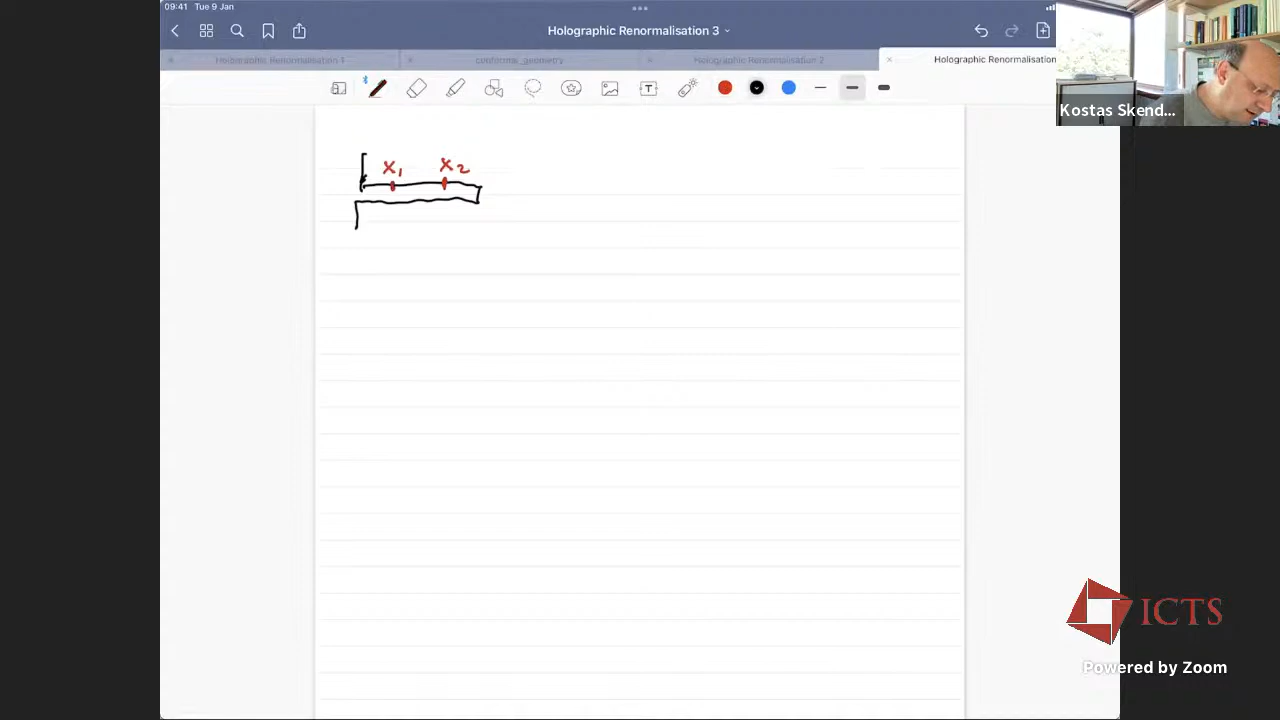 09:41 Tue 9 Jan
Holographic Renormalisation 3
Holographic Renormalisation 1
conformal_geometry
Holographic Renormalisation 2
Holographic Renormalisation
T
Kostas Skend...
x₁ x₂
ICTS
Powered by Zoom